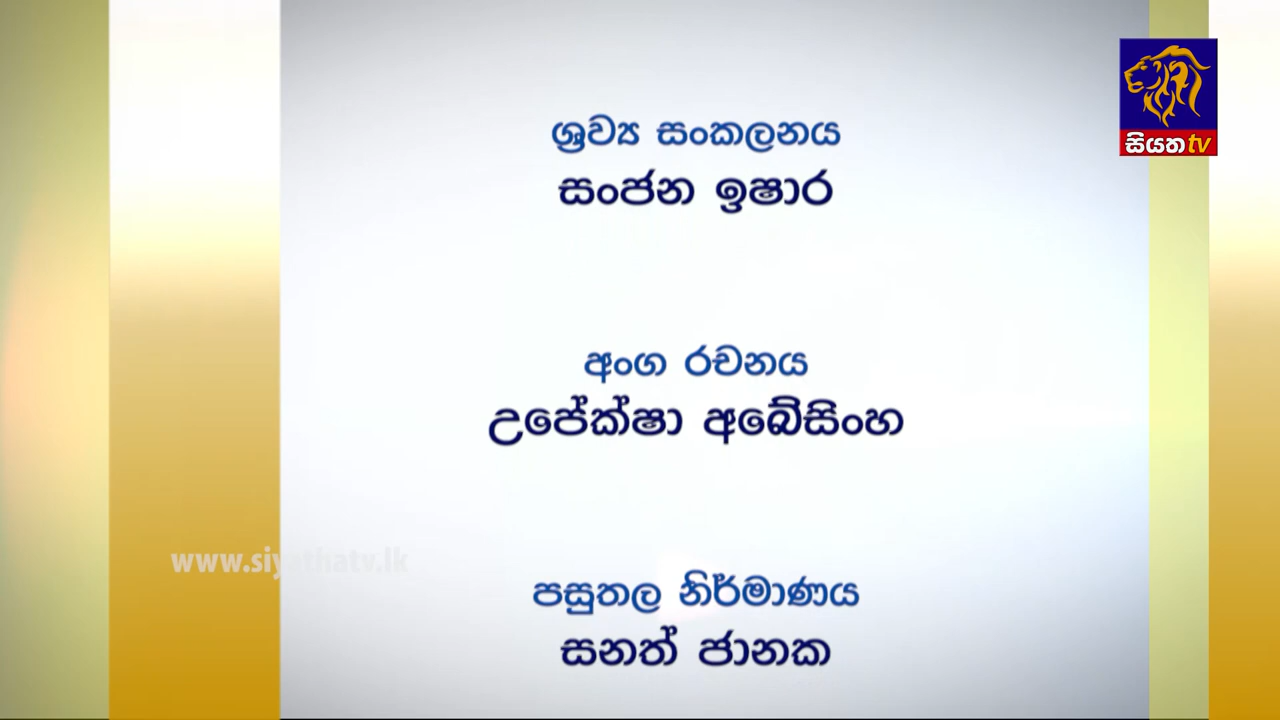 ශ්‍රව්‍ය සංකලනය
සංජන ඉෂාර
අංග රචනය
උපේක්ෂා අබේසිංහ
පසුතල නිර්මාණය
සනත් ජානක
සියත tv
www.siyathatv.lk